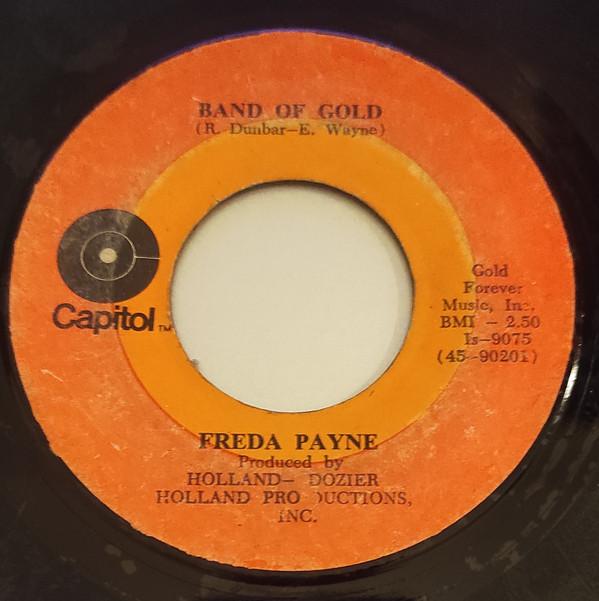 BAND OF GOLD
(R. Dunbar–E. Wayne)
Capitol TM
Gold
Forever
Music, Inc.
BMI – 2.50
Is–9075
(45–90201)
FREDA PAYNE
Produced by
HOLLAND– DOZIER
HOLLAND PRODUCTIONS,
INC.